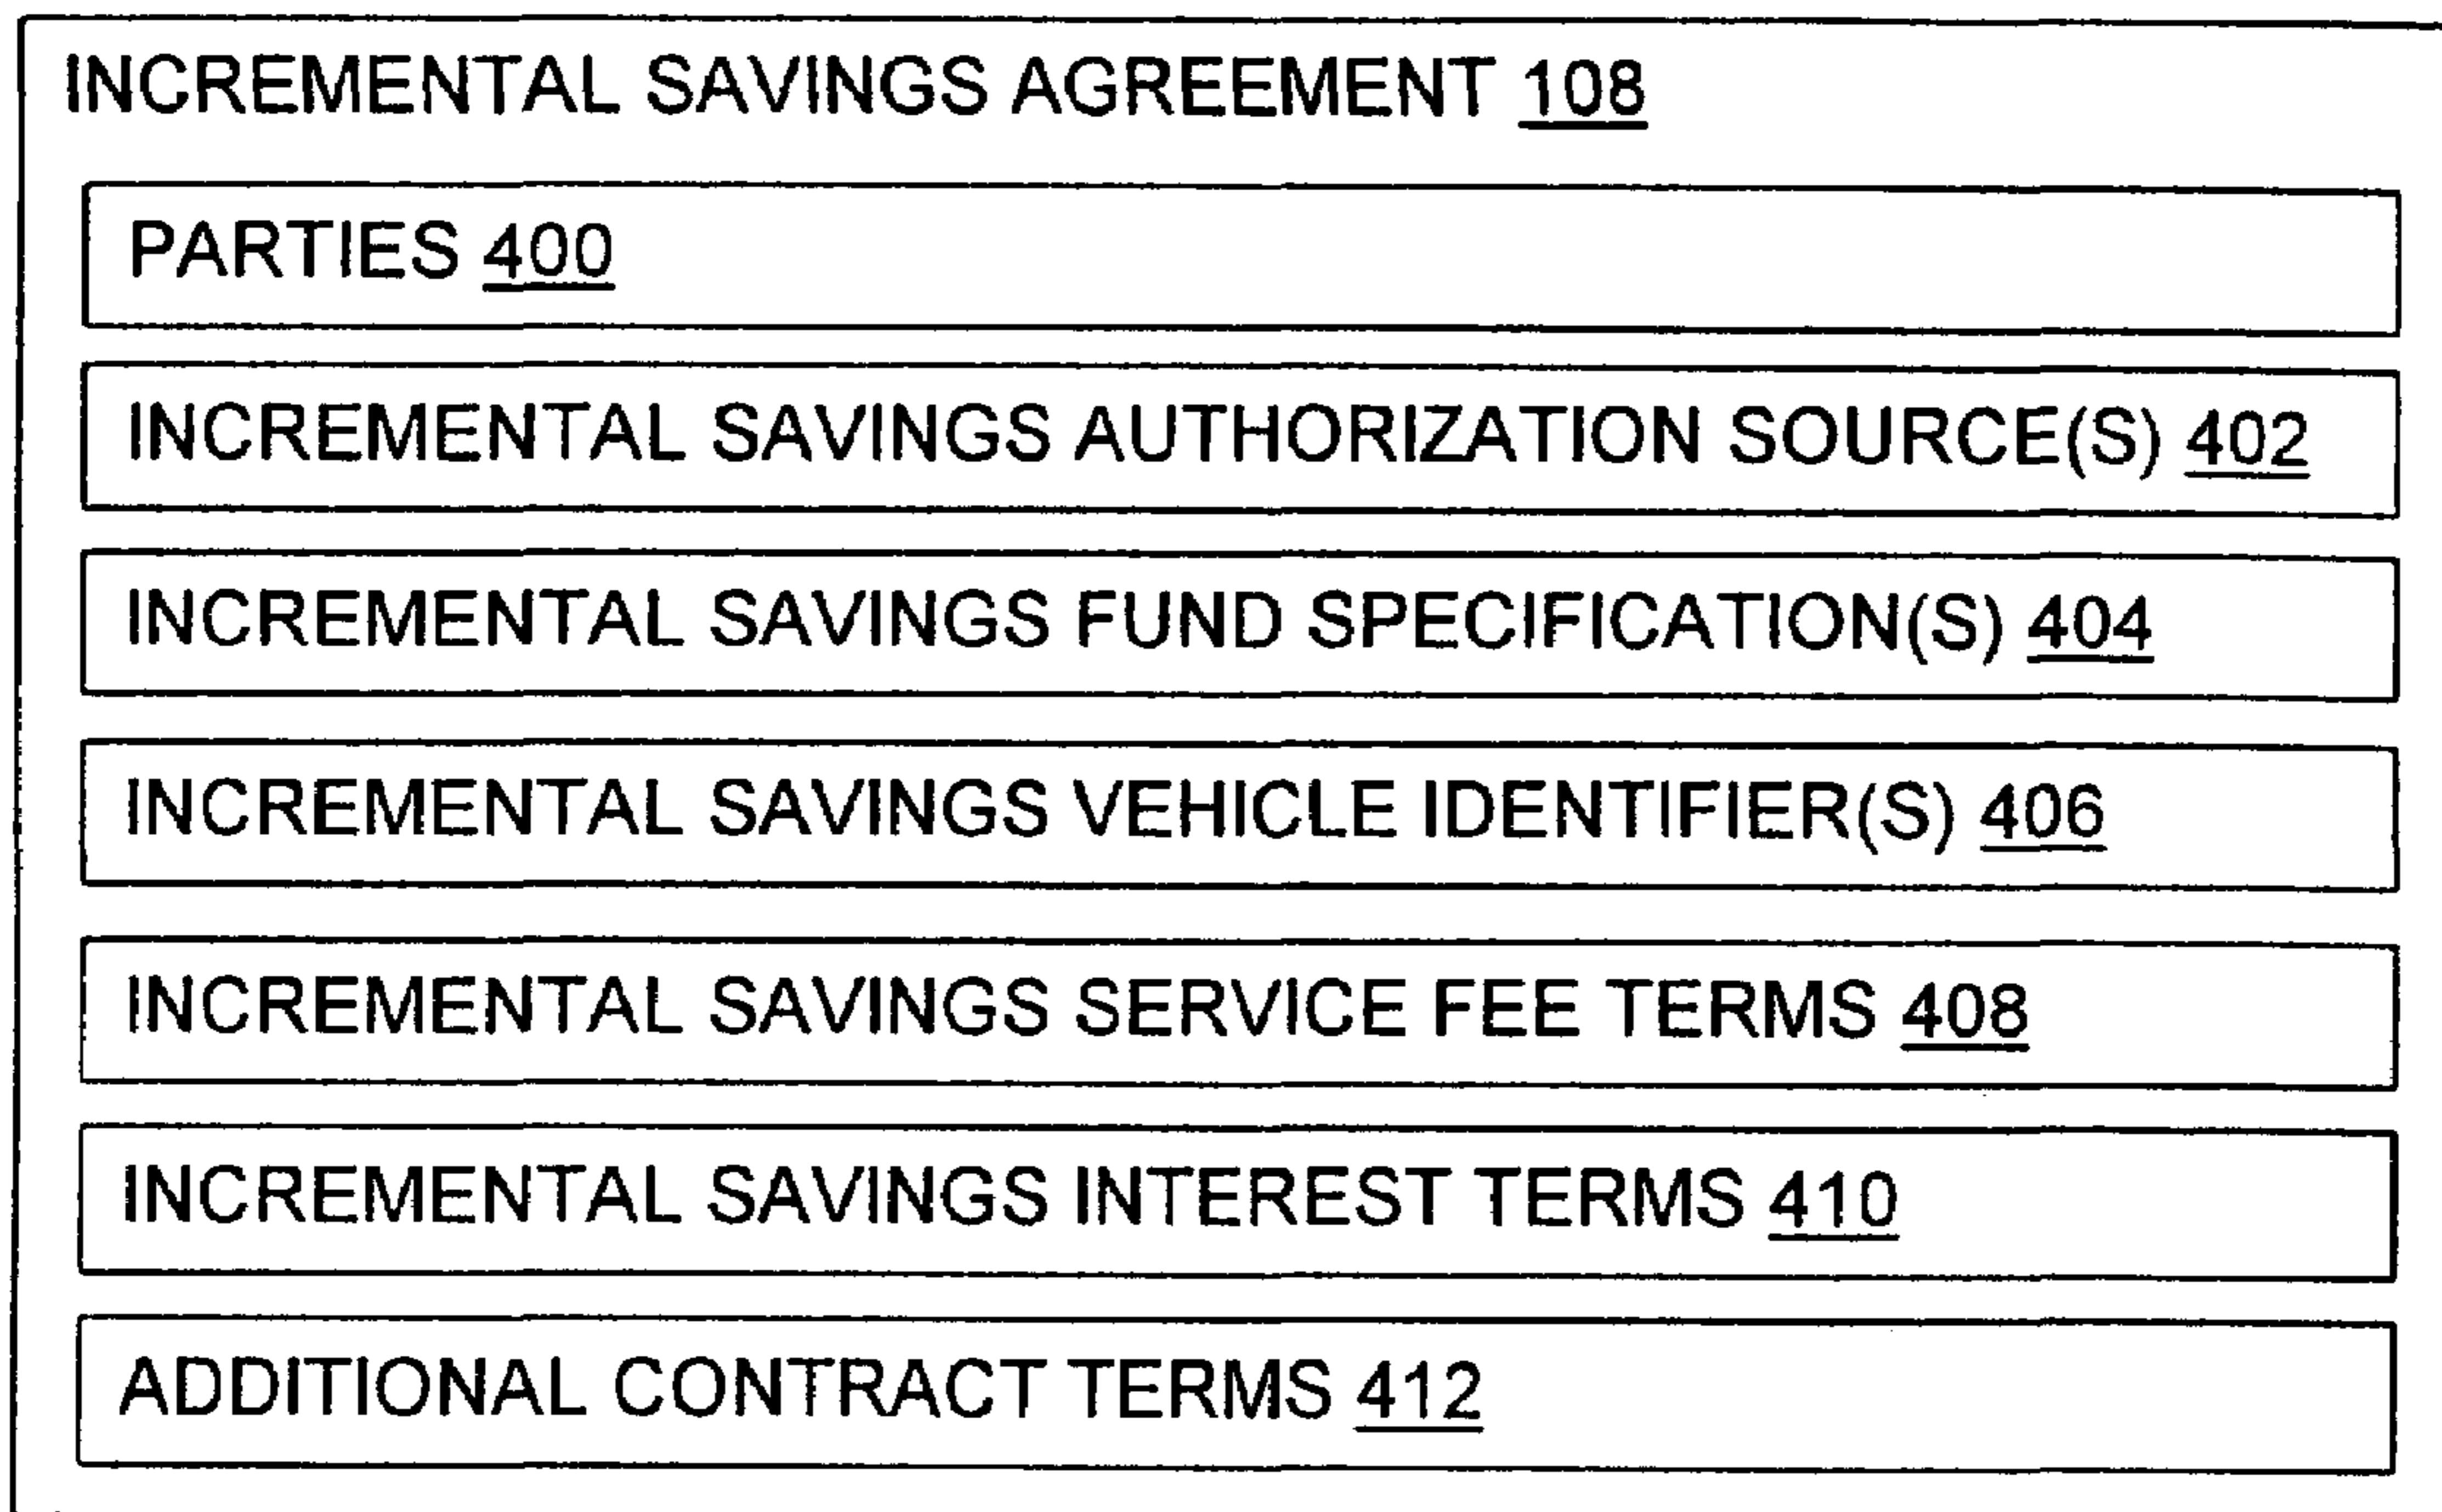 INCREMENTAL SAVINGS AGREEMENT 108
PARTIES 400
INCREMENTAL SAVINGS AUTHORIZATION SOURCE(S) 402
INCREMENTAL SAVINGS FUND SPECIFICATION(S) 404
INCREMENTAL SAVINGS VEHICLE IDENTIFIER(S) 406
INCREMENTAL SAVINGS SERVICE FEE TERMS 408
INCREMENTAL SAVINGS INTEREST TERMS 410
ADDITIONAL CONTRACT TERMS 412